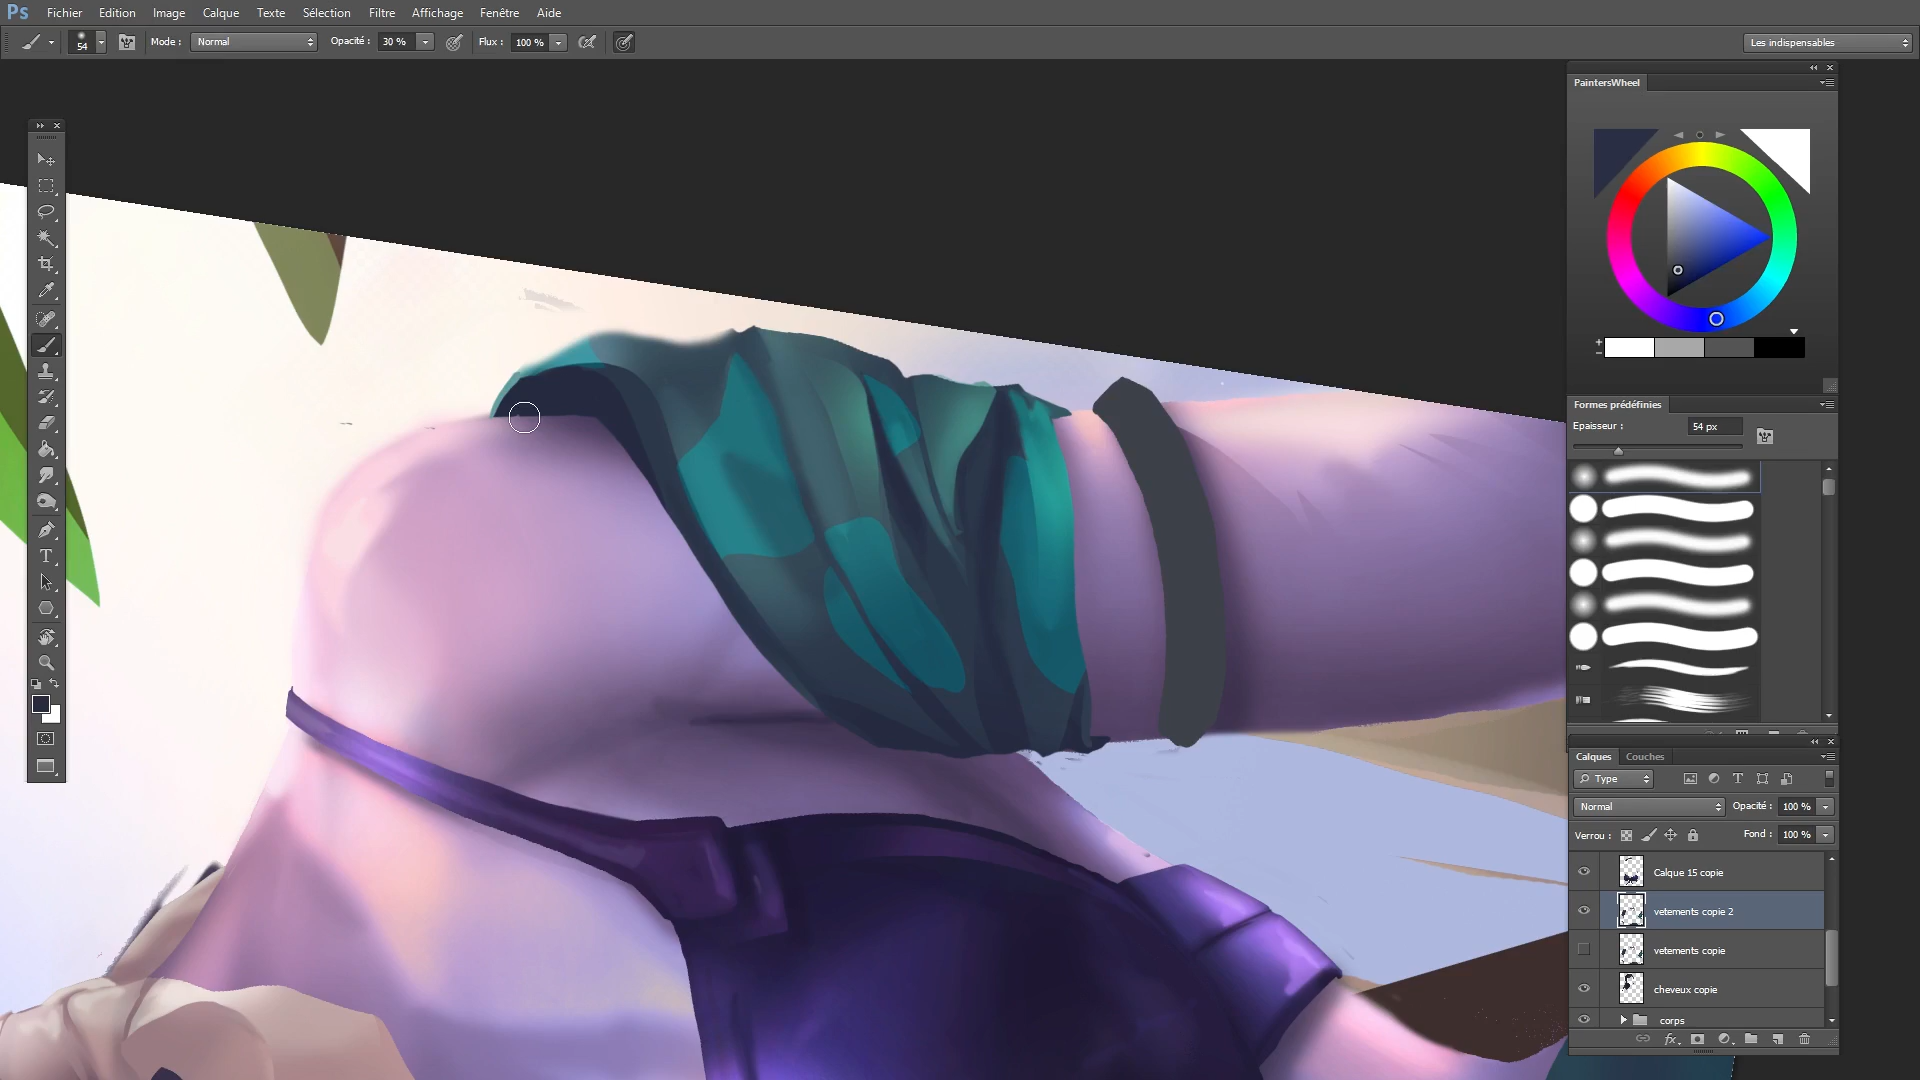 Ps Fichier Edition Image Calque Texte Sélection Filtre Affichage Fenêtre Aide
54 Mode : Normal Opacité : 30 % Flux : 100 % Les indispensables
PaintersWheel
Formes prédéfinies
Epaisseur : 54 px
Calques Couches
Type
Normal Opacité : 100 %
Verrou : Fond : 100 %
Calque 15 copie
vetements copie 2
vetements copie
cheveux copie
corps